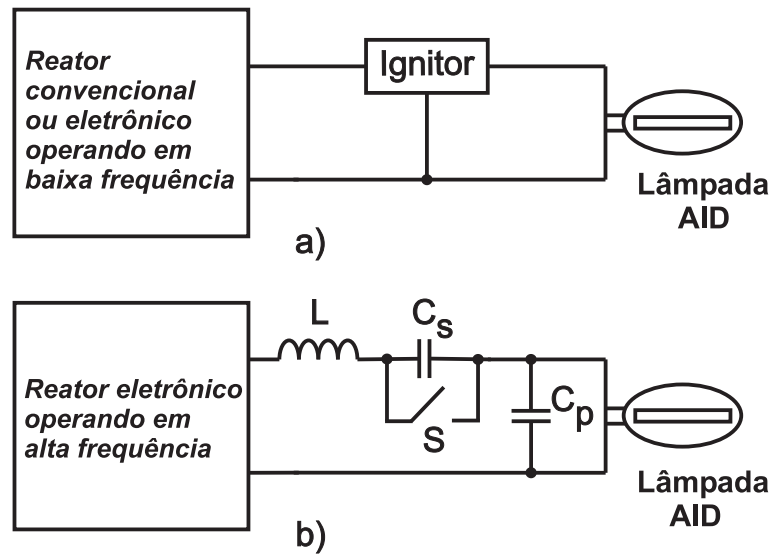 Reator
convencional
ou eletrônico
operando em
baixa frequência
Ignitor
Lâmpada
AID
a)
Reator eletrônico
operando em
alta frequência
L
Cs
S
Cp
Lâmpada
AID
b)